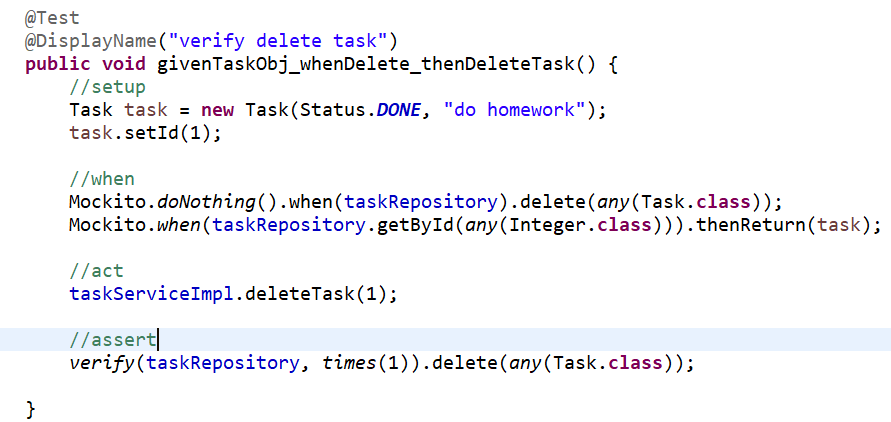 @Test
@DisplayName("verify delete task")
public void givenTaskObj_whenDelete_thenDeleteTask() {
//setup
Task task = new Task(Status.DONE, "do homework");
task.setId(1);
//when
Mockito.doNothing().when(taskRepository).delete(any(Task.class));
Mockito.when(taskRepository.getById(any(Integer.class))).thenReturn(task);
//act
taskServiceImpl.deleteTask(1);
//assert
verify(taskRepository, times(1)).delete(any(Task.class));
}